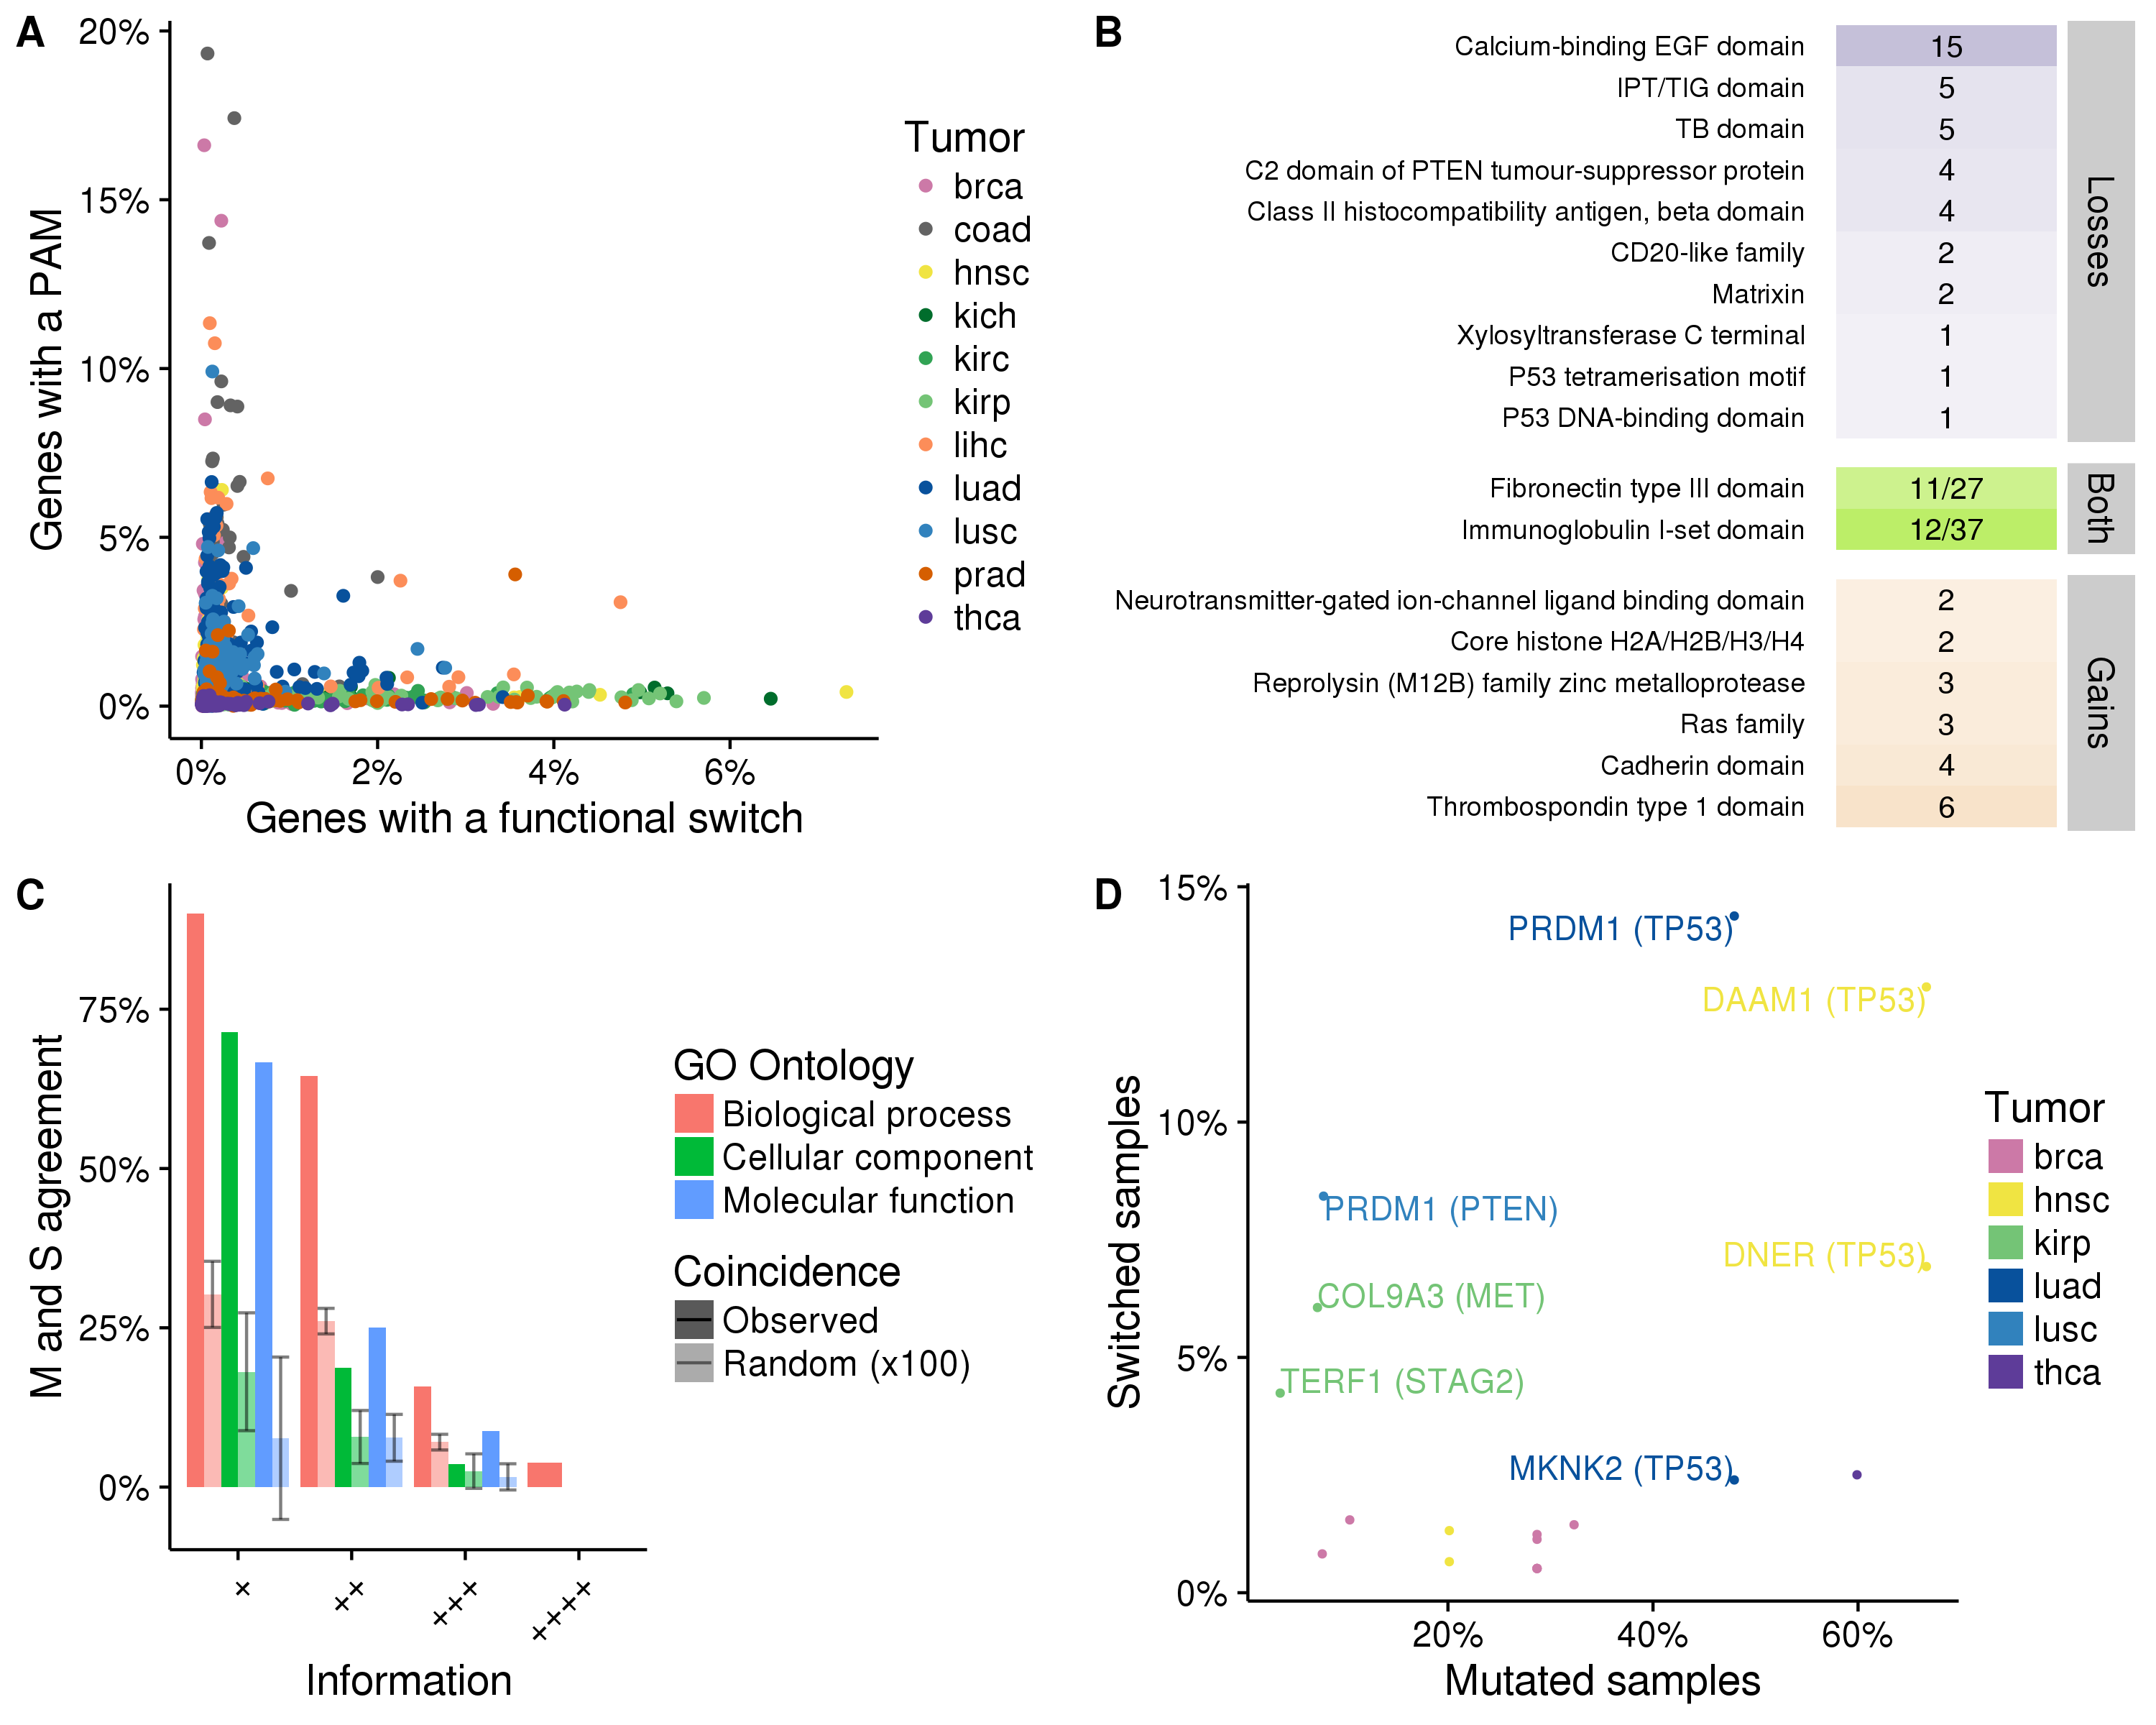 A
20%
15%
10%
5%
0%
Genes with a PAM
0%
2%
4%
6%
Genes with a functional switch
Tumor
brca
coad
hnsc
kich
kirc
kirp
lihc
luad
lusc
prad
thca
B
Calcium-binding EGF domain 15
IPT/TIG domain 5
TB domain 5
C2 domain of PTEN tumour-suppressor protein 4
Class II histocompatibility antigen, beta domain 4
CD20-like family 2
Matrixin 2
Xylosyltransferase C terminal 1
P53 tetramerisation motif 1
P53 DNA-binding domain 1
Losses
Fibronectin type III domain 11/27
Immunoglobulin I-set domain 12/37
Both
Neurotransmitter-gated ion-channel ligand binding domain 2
Core histone H2A/H2B/H3/H4 2
Reprolysin (M12B) family zinc metalloprotease 3
Ras family 3
Cadherin domain 4
Thrombospondin type 1 domain 6
Gains
C
75%
50%
25%
0%
M and S agreement
+
++
+++
++++
Information
GO Ontology
Biological process
Cellular component
Molecular function
Coincidence
Observed
Random (x100)
D
15%
10%
5%
0%
Switched samples
PRDM1 (TP53)
DAAM1 (TP53)
PRDM1 (PTEN)
DNER (TP53)
COL9A3 (MET)
TERF1 (STAG2)
MKNK2 (TP53)
20%
40%
60%
Mutated samples
Tumor
brca
hnsc
kirp
luad
lusc
thca